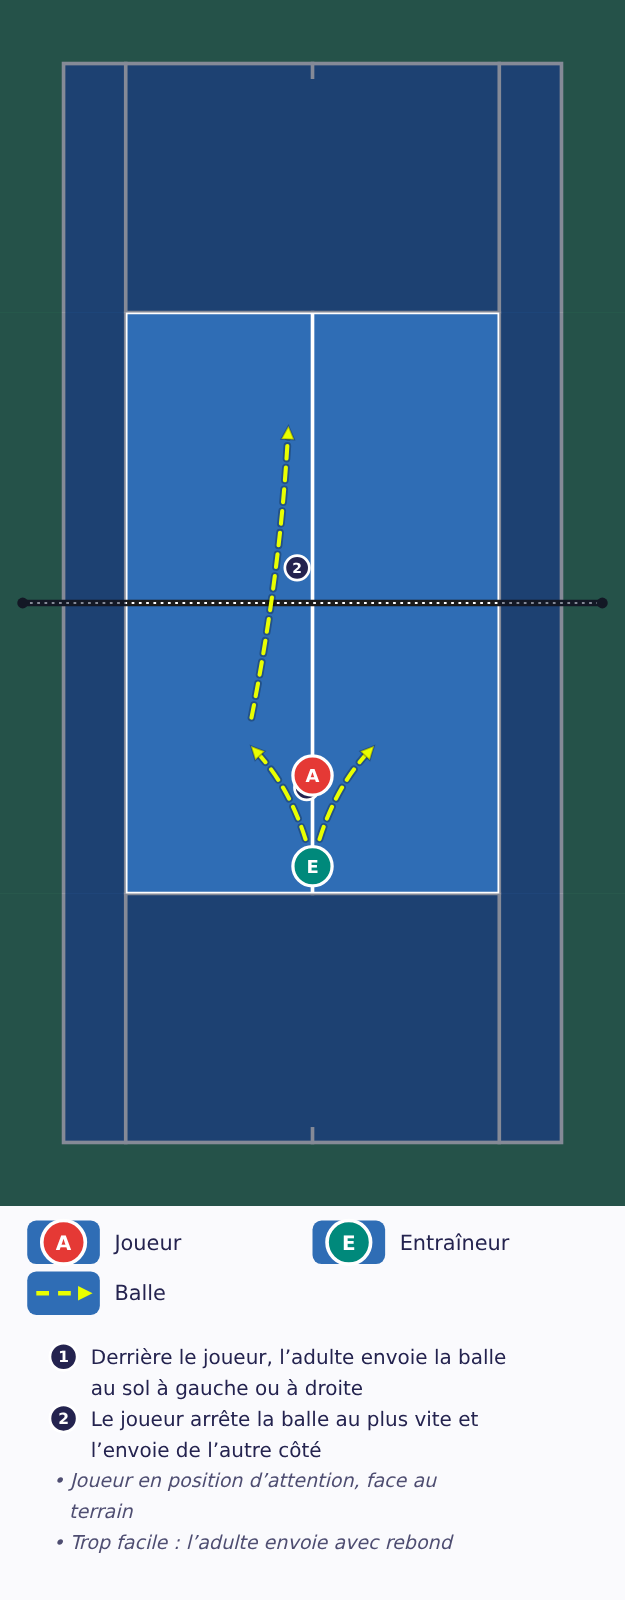 2
A
E
A Joueur
E Entraîneur
Balle
1 Derrière le joueur, l’adulte envoie la balle
au sol à gauche ou à droite
2 Le joueur arrête la balle au plus vite et
l’envoie de l’autre côté
• Joueur en position d’attention, face au
terrain
• Trop facile : l’adulte envoie avec rebond